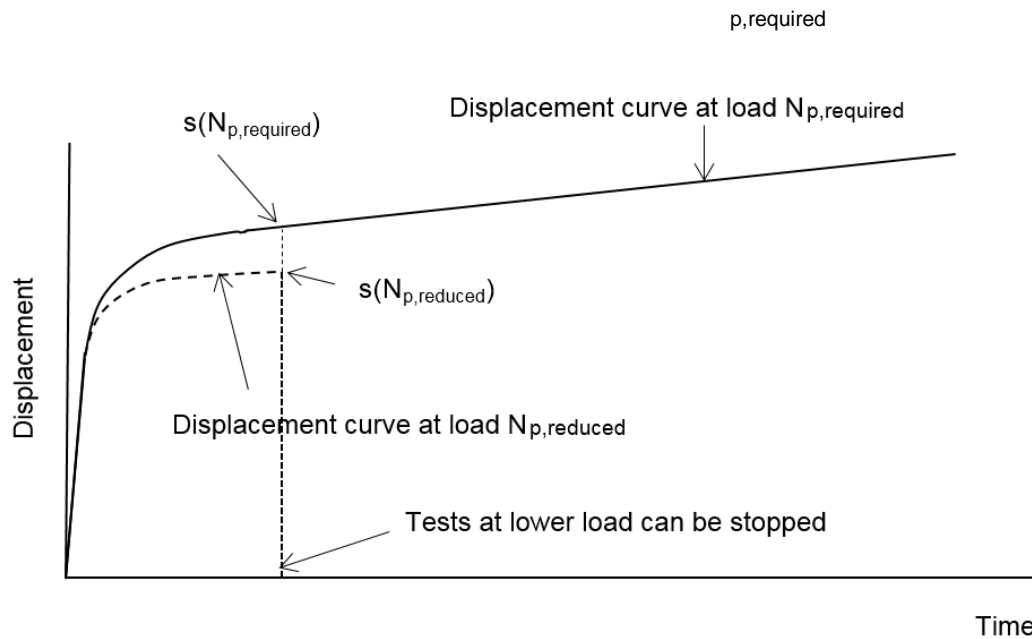 p,required
Displacement curve at load Np,required
s(Np,required)
s(Np,reduced)
Displacement
Displacement curve at load Np,reduced
Tests at lower load can be stopped
Time